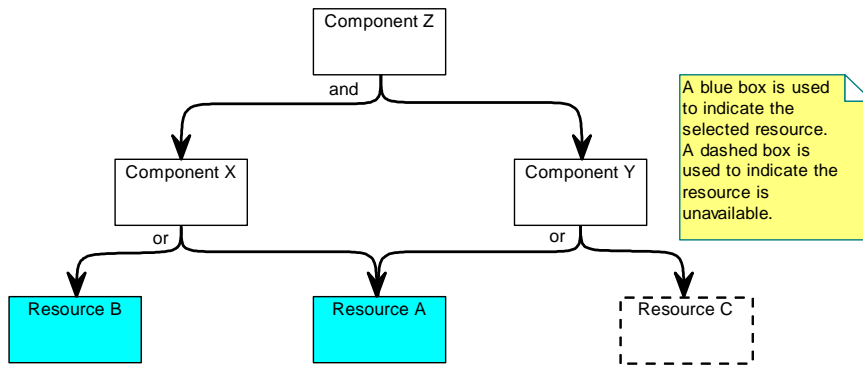 Component Z
and
A blue box is used
to indicate the
selected resource.
A dashed box is
used to indicate the
resource is
unavailable.
Component X
Component Y
or
or
Resource B
Resource A
Resource C